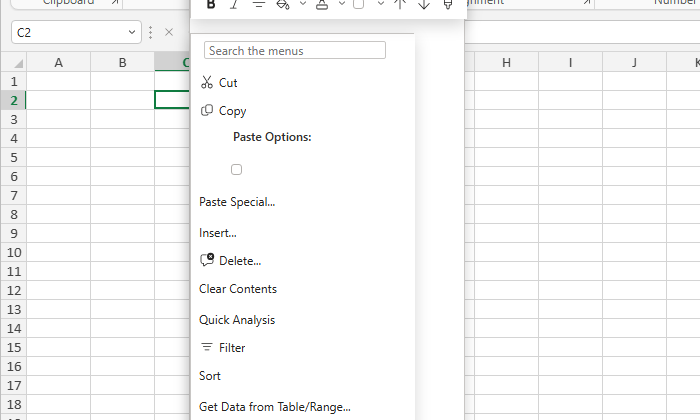 Clipboard
B I A
gnment
Number
C2
A B C H I J K
1
2
3
4
5
6
7
8
9
10
11
12
13
14
15
16
17
18
Search the menus
Cut
Copy
Paste Options:
Paste Special...
Insert...
Delete...
Clear Contents
Quick Analysis
Filter
Sort
Get Data from Table/Range...